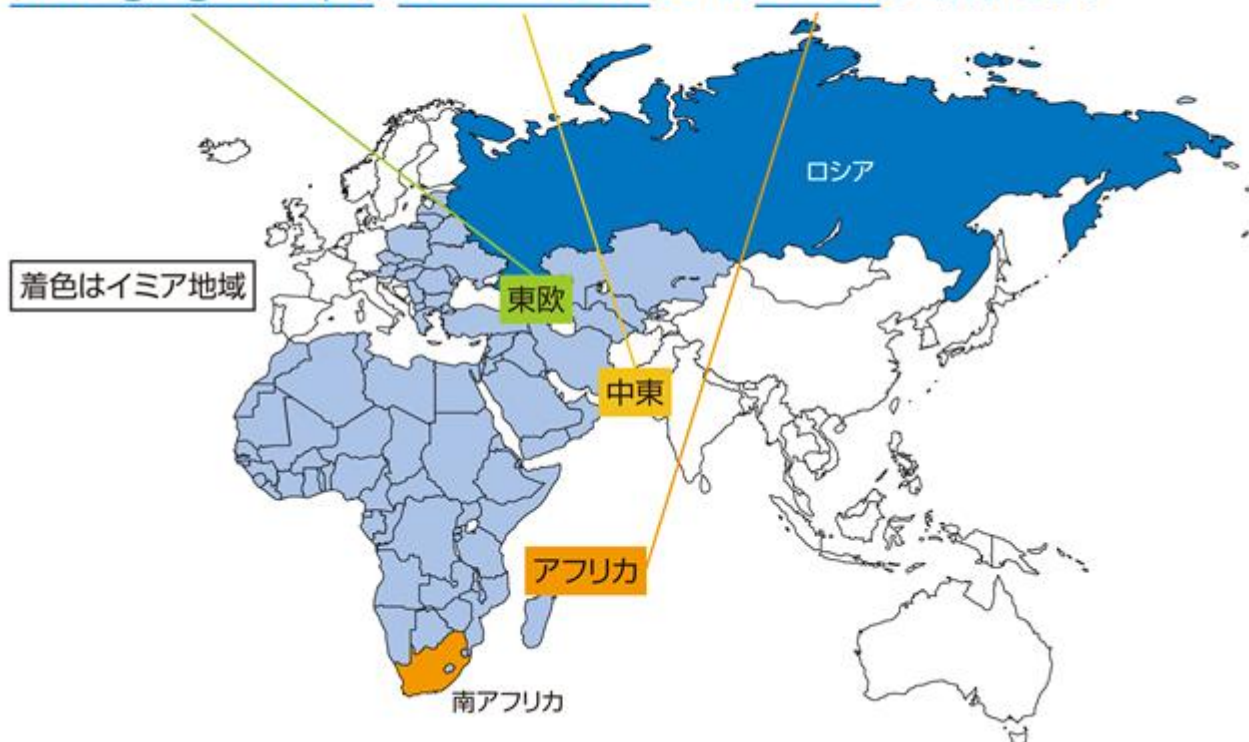 ロシア
着色はイミア地域
東欧
中東
アフリカ
南アフリカ